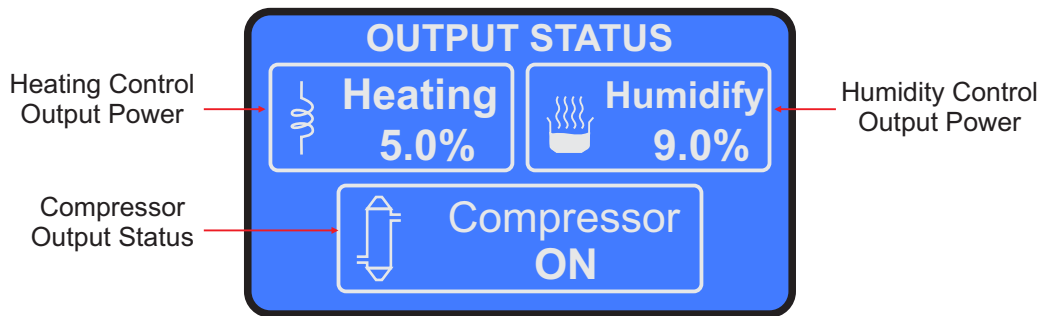 OUTPUT STATUS
Heating Control
Output Power
Heating
5.0%
Humidify
9.0%
Humidity Control
Output Power
Compressor
Output Status
Compressor
ON